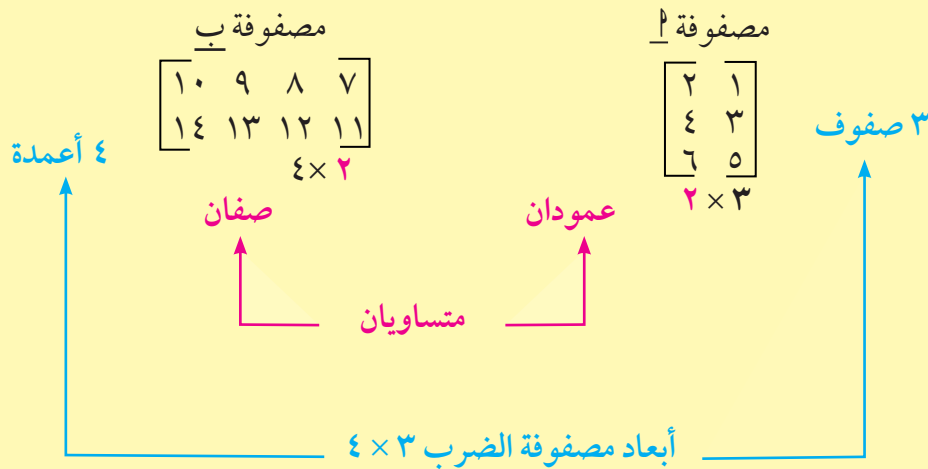 مصفوفة أ
١ ٢
٣ ٤
٥ ٦
٣ × ٢
مصفوفة ب
٧ ٨ ٩ ١٠
١١ ١٢ ١٣ ١٤
٢ × ٤
٣ صفوف
عمودان
صفان
٤ أعمدة
متساويان
أبعاد مصفوفة الضرب ٣ × ٤